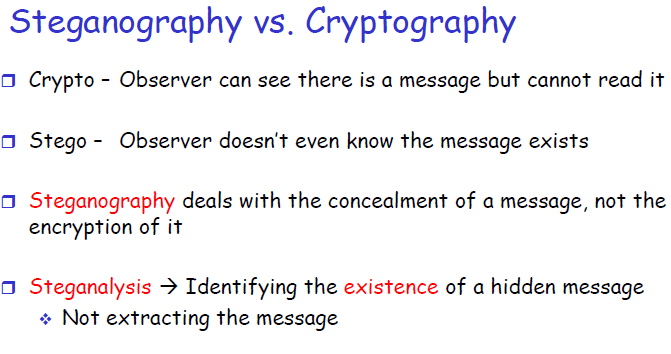 Steganography vs. Cryptography
❒ Crypto – Observer can see there is a message but cannot read it
❒ Stego – Observer doesn't even know the message exists
❒ Steganography deals with the concealment of a message, not the
encryption of it
❒ Steganalysis → Identifying the existence of a hidden message
❖ Not extracting the message